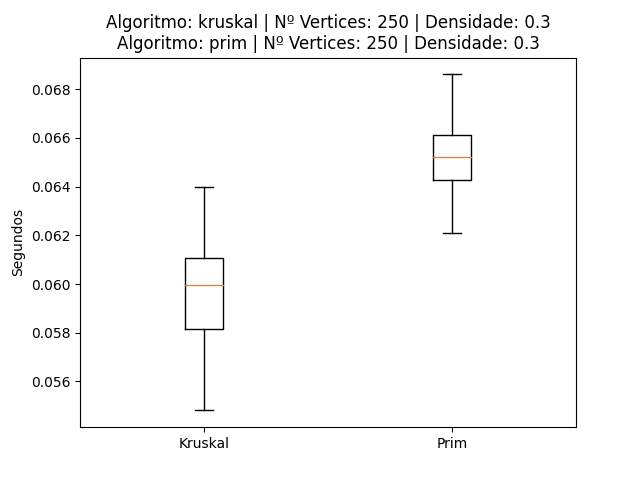 Algoritmo: kruskal | Nº Vertices: 250 | Densidade: 0.3
Algoritmo: prim | Nº Vertices: 250 | Densidade: 0.3
Segundos
0.068
0.066
0.064
0.062
0.060
0.058
0.056
Kruskal
Prim